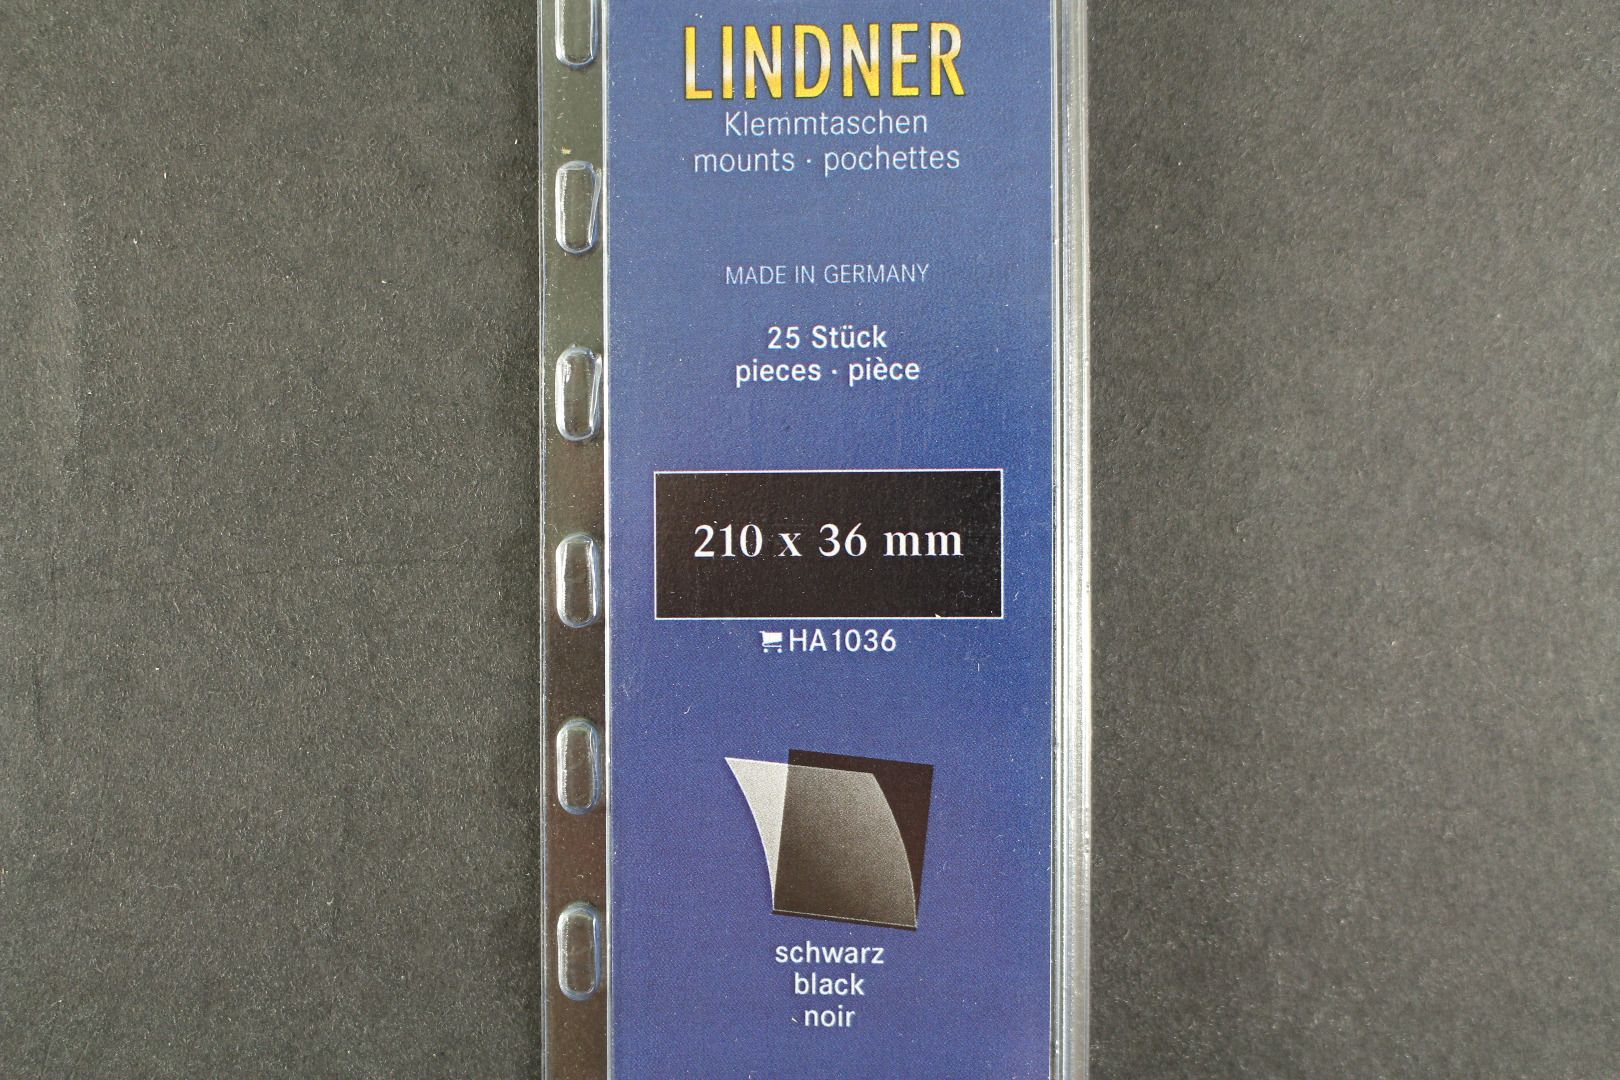 LINDNER
Klemmtaschen
mounts · pochettes
MADE IN GERMANY
25 Stück
pieces · pièce
210 x 36 mm
HA1036
schwarz
black
noir